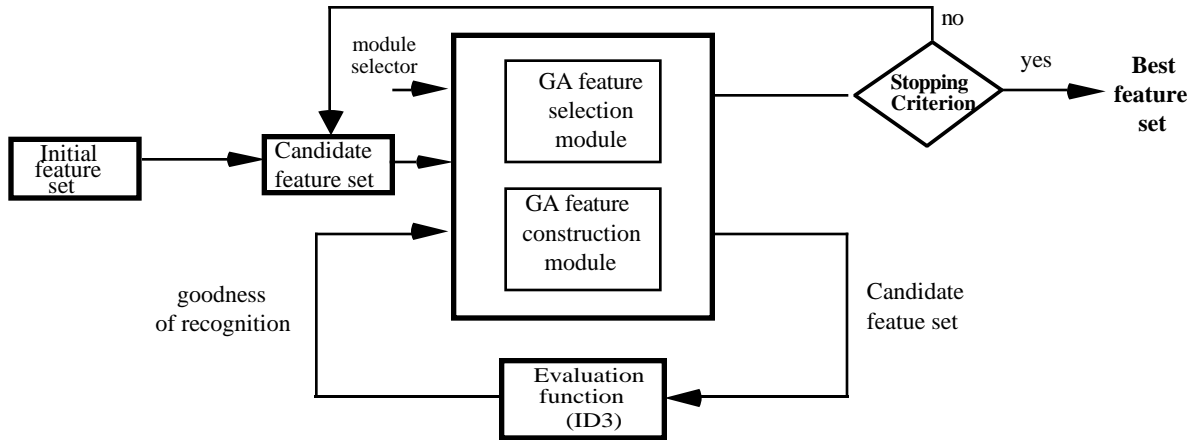 no
module
selector
GA feature
selection
module
Stopping
Criterion
yes
Best
feature
set
Initial
feature
set
Candidate
feature set
GA feature
construction
module
goodness
of recognition
Candidate
featue set
Evaluation
function
(ID3)